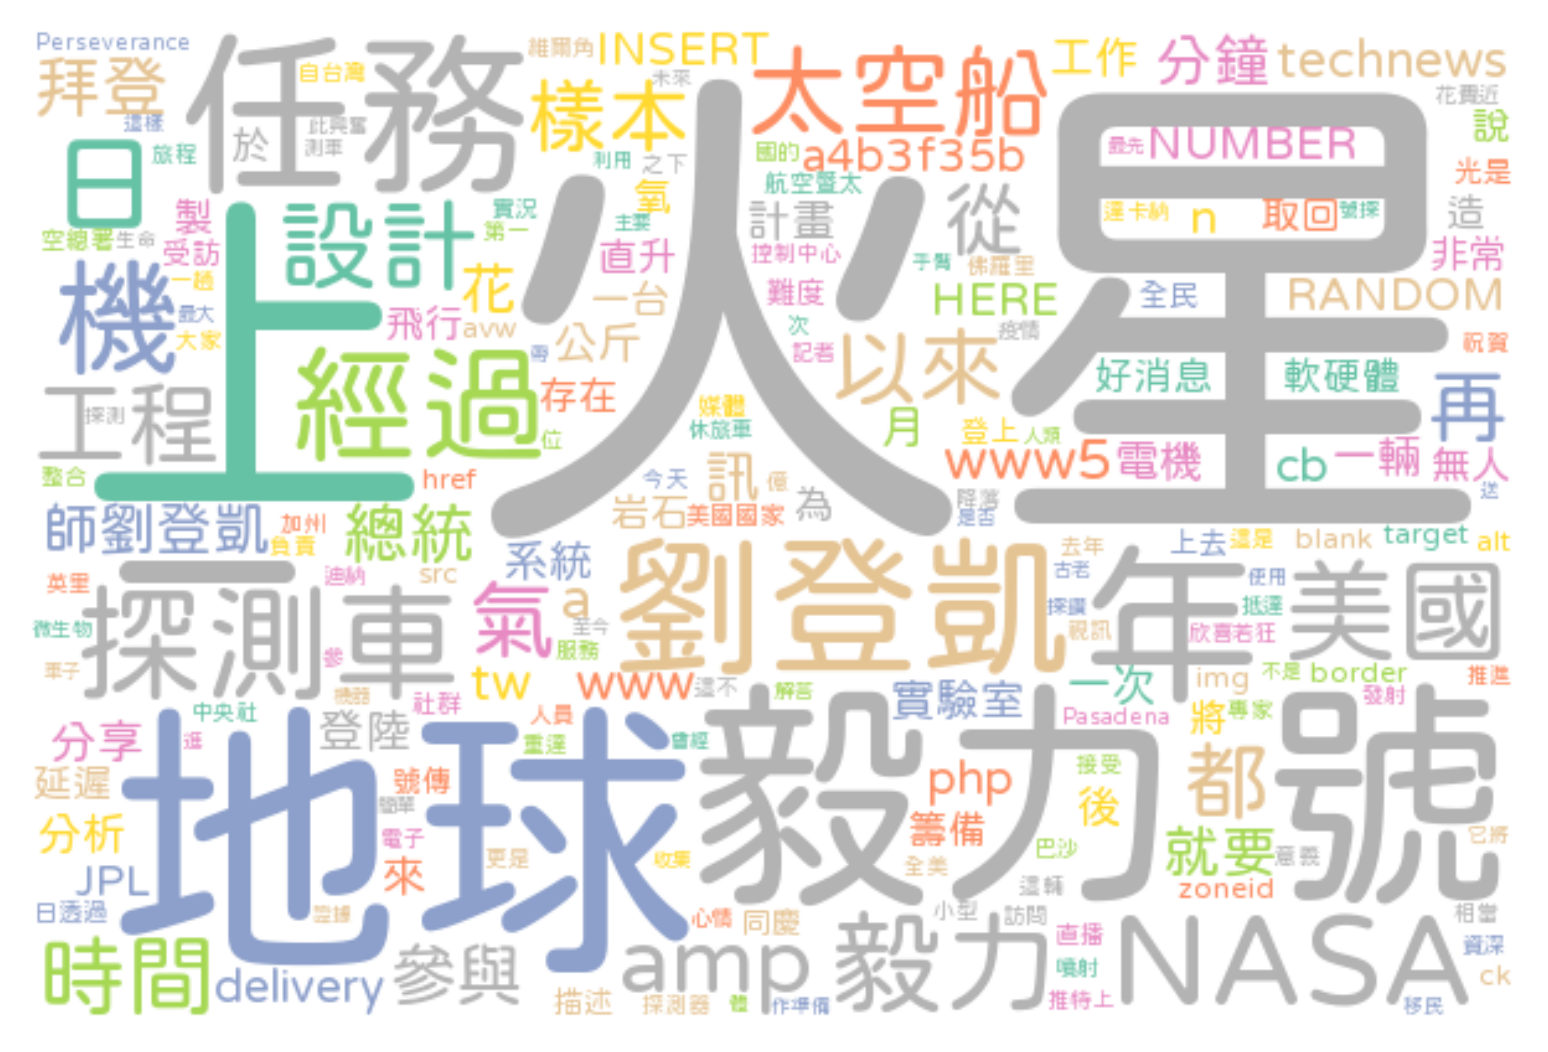 Perseverance
拜登
任務
自台灣
維爾角
INSERT
未來
太空船
工作
分鐘
technews
花費近
說
這樣
於
此興奮
測車
樣本
旅程
日
利用
之下
國的
a4b3f35b
最先
NUMBER
光是
火星
航空暨太
氧
製
設計
實況
第一
主要
計畫
從
達卡納
n
取回
號探
造
空總署
生命
受訪
直升
控制中心
非常
一趟
手臂
佛羅里
機
上
花
一台
難度
HERE
全民
RANDOM
最大
大家
飛行
avw
公斤
次
疫情
祝賀
記者
以來
經過
存在
好消息
軟硬體
再
工程
探測
媒體
休旅車
月
登上
人類
位
www5
電機
cb
一輛
無人
整合
href
今天
訊
億
為
降落
是否
送
師劉登凱
加州
負責
總統
岩石
美國國家
上去
這是
blank
target
alt
一
迪納
src
系統
劉登凱
去年
古老
年
使用
美國
英里
探測車
氣
a
至今
探鑽
抵達
微生物
服務
視訊
欣喜若狂
車子
參
機器
tw
www
這不
解答
實驗室
一次
img
不是
border
推進
中央社
社群
人員
Pasadena
將
專家
發射
分享
逛
登陸
重達
曾經
地球
毅力號
延遲
號傳
php
接受
都
簡單
後
分析
電子
籌備
就要
它將
巴沙
意義
JPL
來
更是
收集
全美
這輛
zoneid
日透過
證據
心情
同慶
小型
訪問
相當
時間
delivery
參與
amp
毅力
直播
NASA
資深
噴射
ck
描述
探測器
體
作準備
推特上
移民